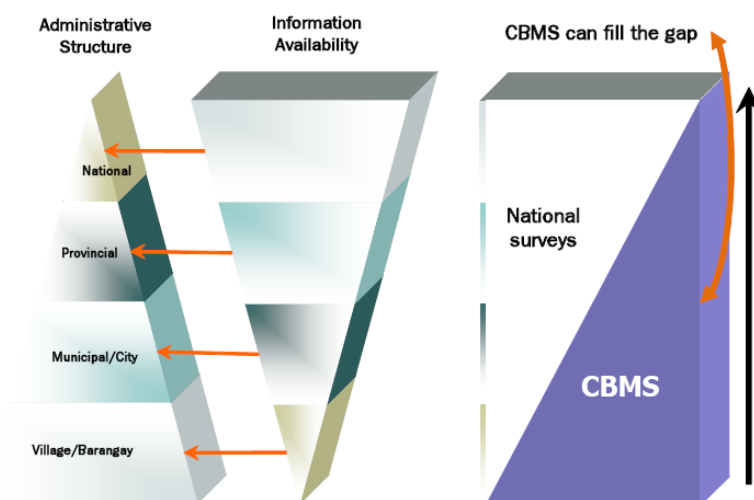 Administrative
Structure
Information
Availability
CBMS can fill the gap
National
Provincial
Municipal/City
Village/Barangay
National
surveys
CBMS